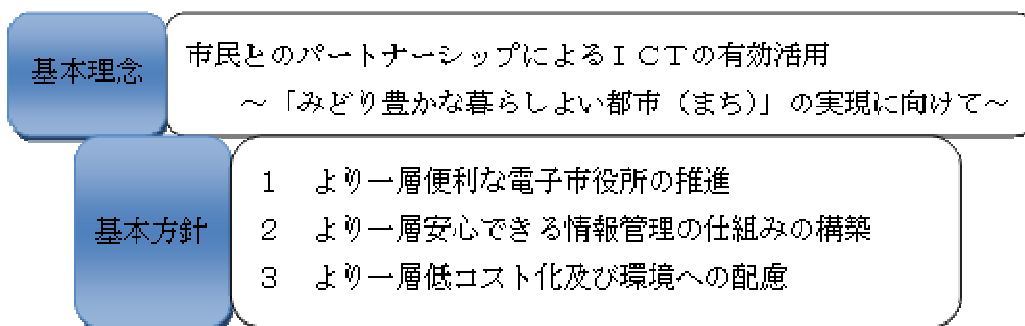 基本理念
市民とのパートナーシップによるＩＣＴの有効活用
～「みどり豊かな暮らしよい都市（まち）」の実現に向けて～
基本方針
１　より一層便利な電子市役所の推進
２　より一層安心できる情報管理の仕組みの構築
３　より一層低コスト化及び環境への配慮